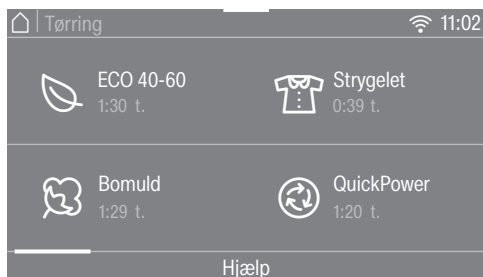 Tørring 11:02
ECO 40-60
1:30 t.
Strygelet
0:39 t.
Bomuld
1:29 t.
QuickPower
1:20 t.
Hjælp